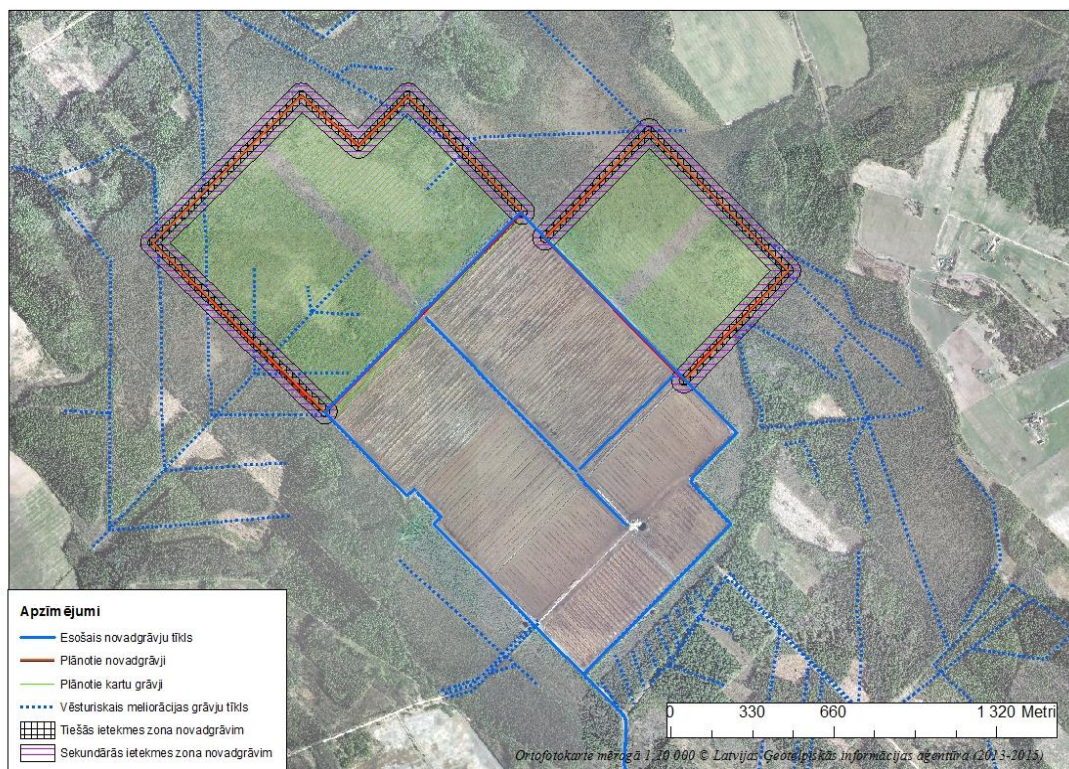 Apzīmējumi
Esošais novadgrāvju tīkls
Plānotie novadgrāvji
Plānotie kartu grāvji
Vēsturiskais meliorācijas grāvju tīkls
Tiešās ietekmes zona novadgrāvim
Sekundārās ietekmes zona novadgrāvim
0 330 660 1 320 Metri
Ortofotokarte mērogā 1:10 000 © Latvijas Ģeotelpiskās informācijas aģentūra (2013-2015)